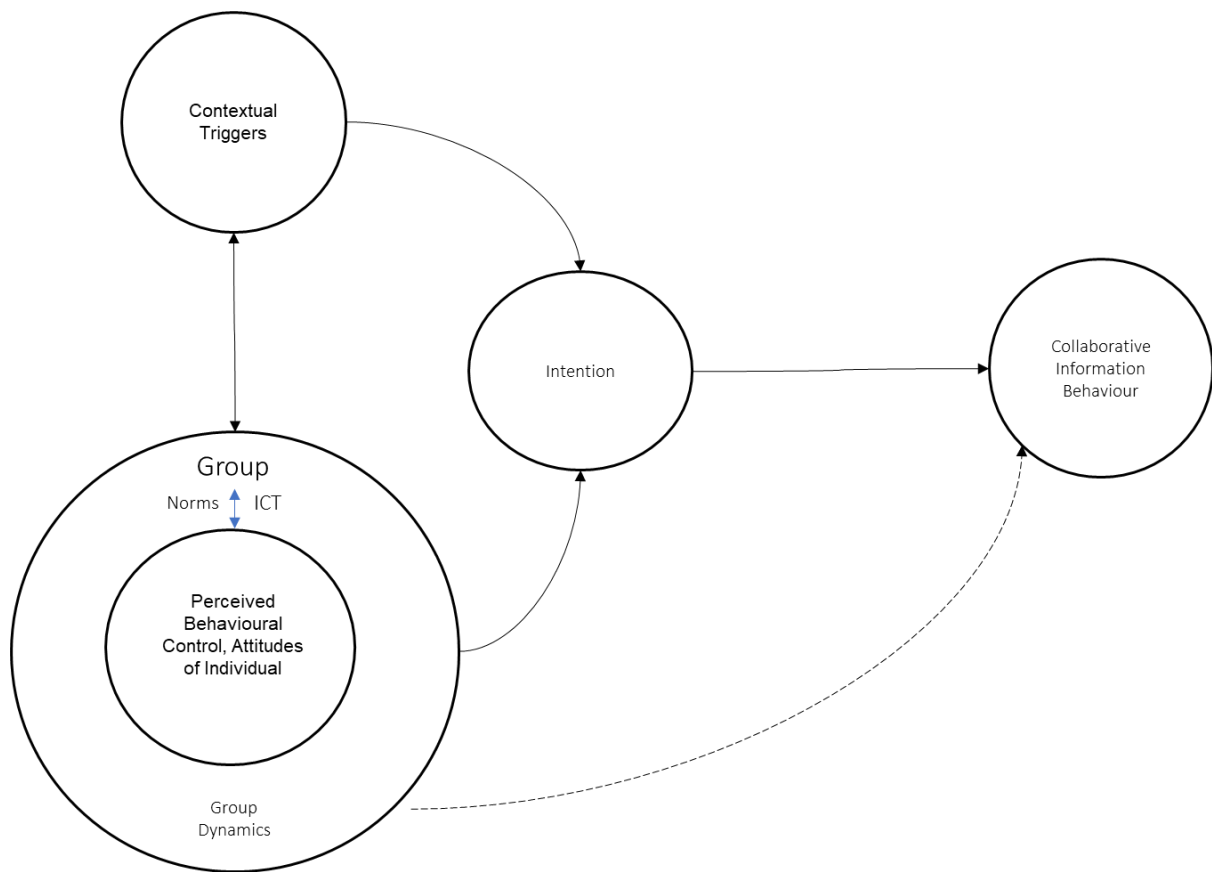 Contextual
Triggers
Intention
Collaborative
Information
Behaviour
Group
Norms ICT
Perceived
Behavioural
Control, Attitudes
of Individual
Group
Dynamics